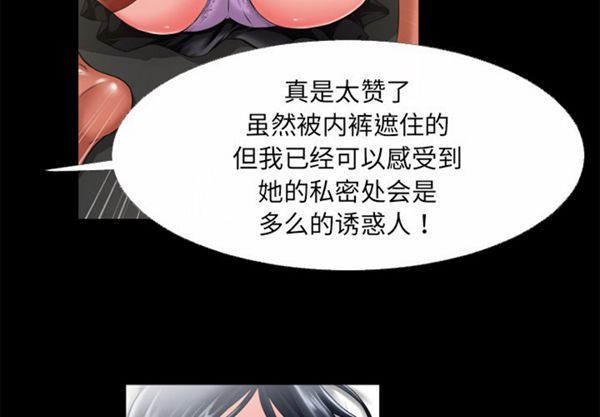 真是太赞了
虽然被内裤遮住的
但我已经可以感受到
她的私密处会是
多么的诱惑人！